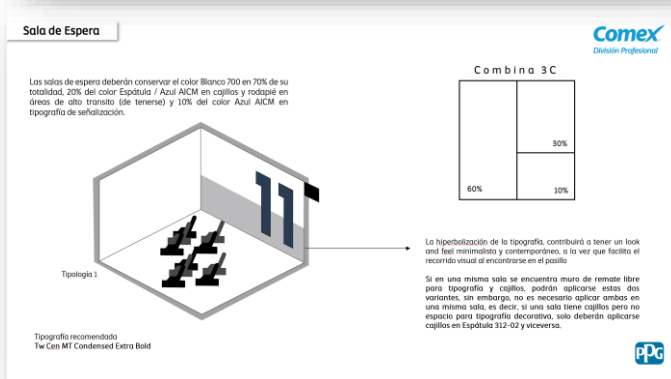 Sala de Espera
Comex
División Profesional
Las salas de espera deberán conservar el color Blanco 700 en 70% de su
totalidad, 20% del color Espátula / Azul AICM en cajillos y rodapié en
áreas de alto transito (de tenerse) y 10% del color Azul AICM en
tipografía de señalización.
Combina 3C
30%
60%
10%
11
Tipología 1
La hiperbolización de la tipografía, contribuirá a tener un look
and feel minimalista y contemporáneo, a la vez que facilita el
recorrido visual al encontrarse en el pasillo
Si en una misma sala se encuentra muro de remate libre
para tipografía y cajillos, podrán aplicarse estas dos
variantes, sin embargo, no es necesario aplicar ambas en
una misma sala, es decir, si una sala tiene cajillos pero no
espacio para tipografía decorativa, solo deberán aplicarse
cajillos en Espátula 312-02 y viceversa.
Tipografía recomendada
Tw Cen MT Condensed Extra Bold
PPG